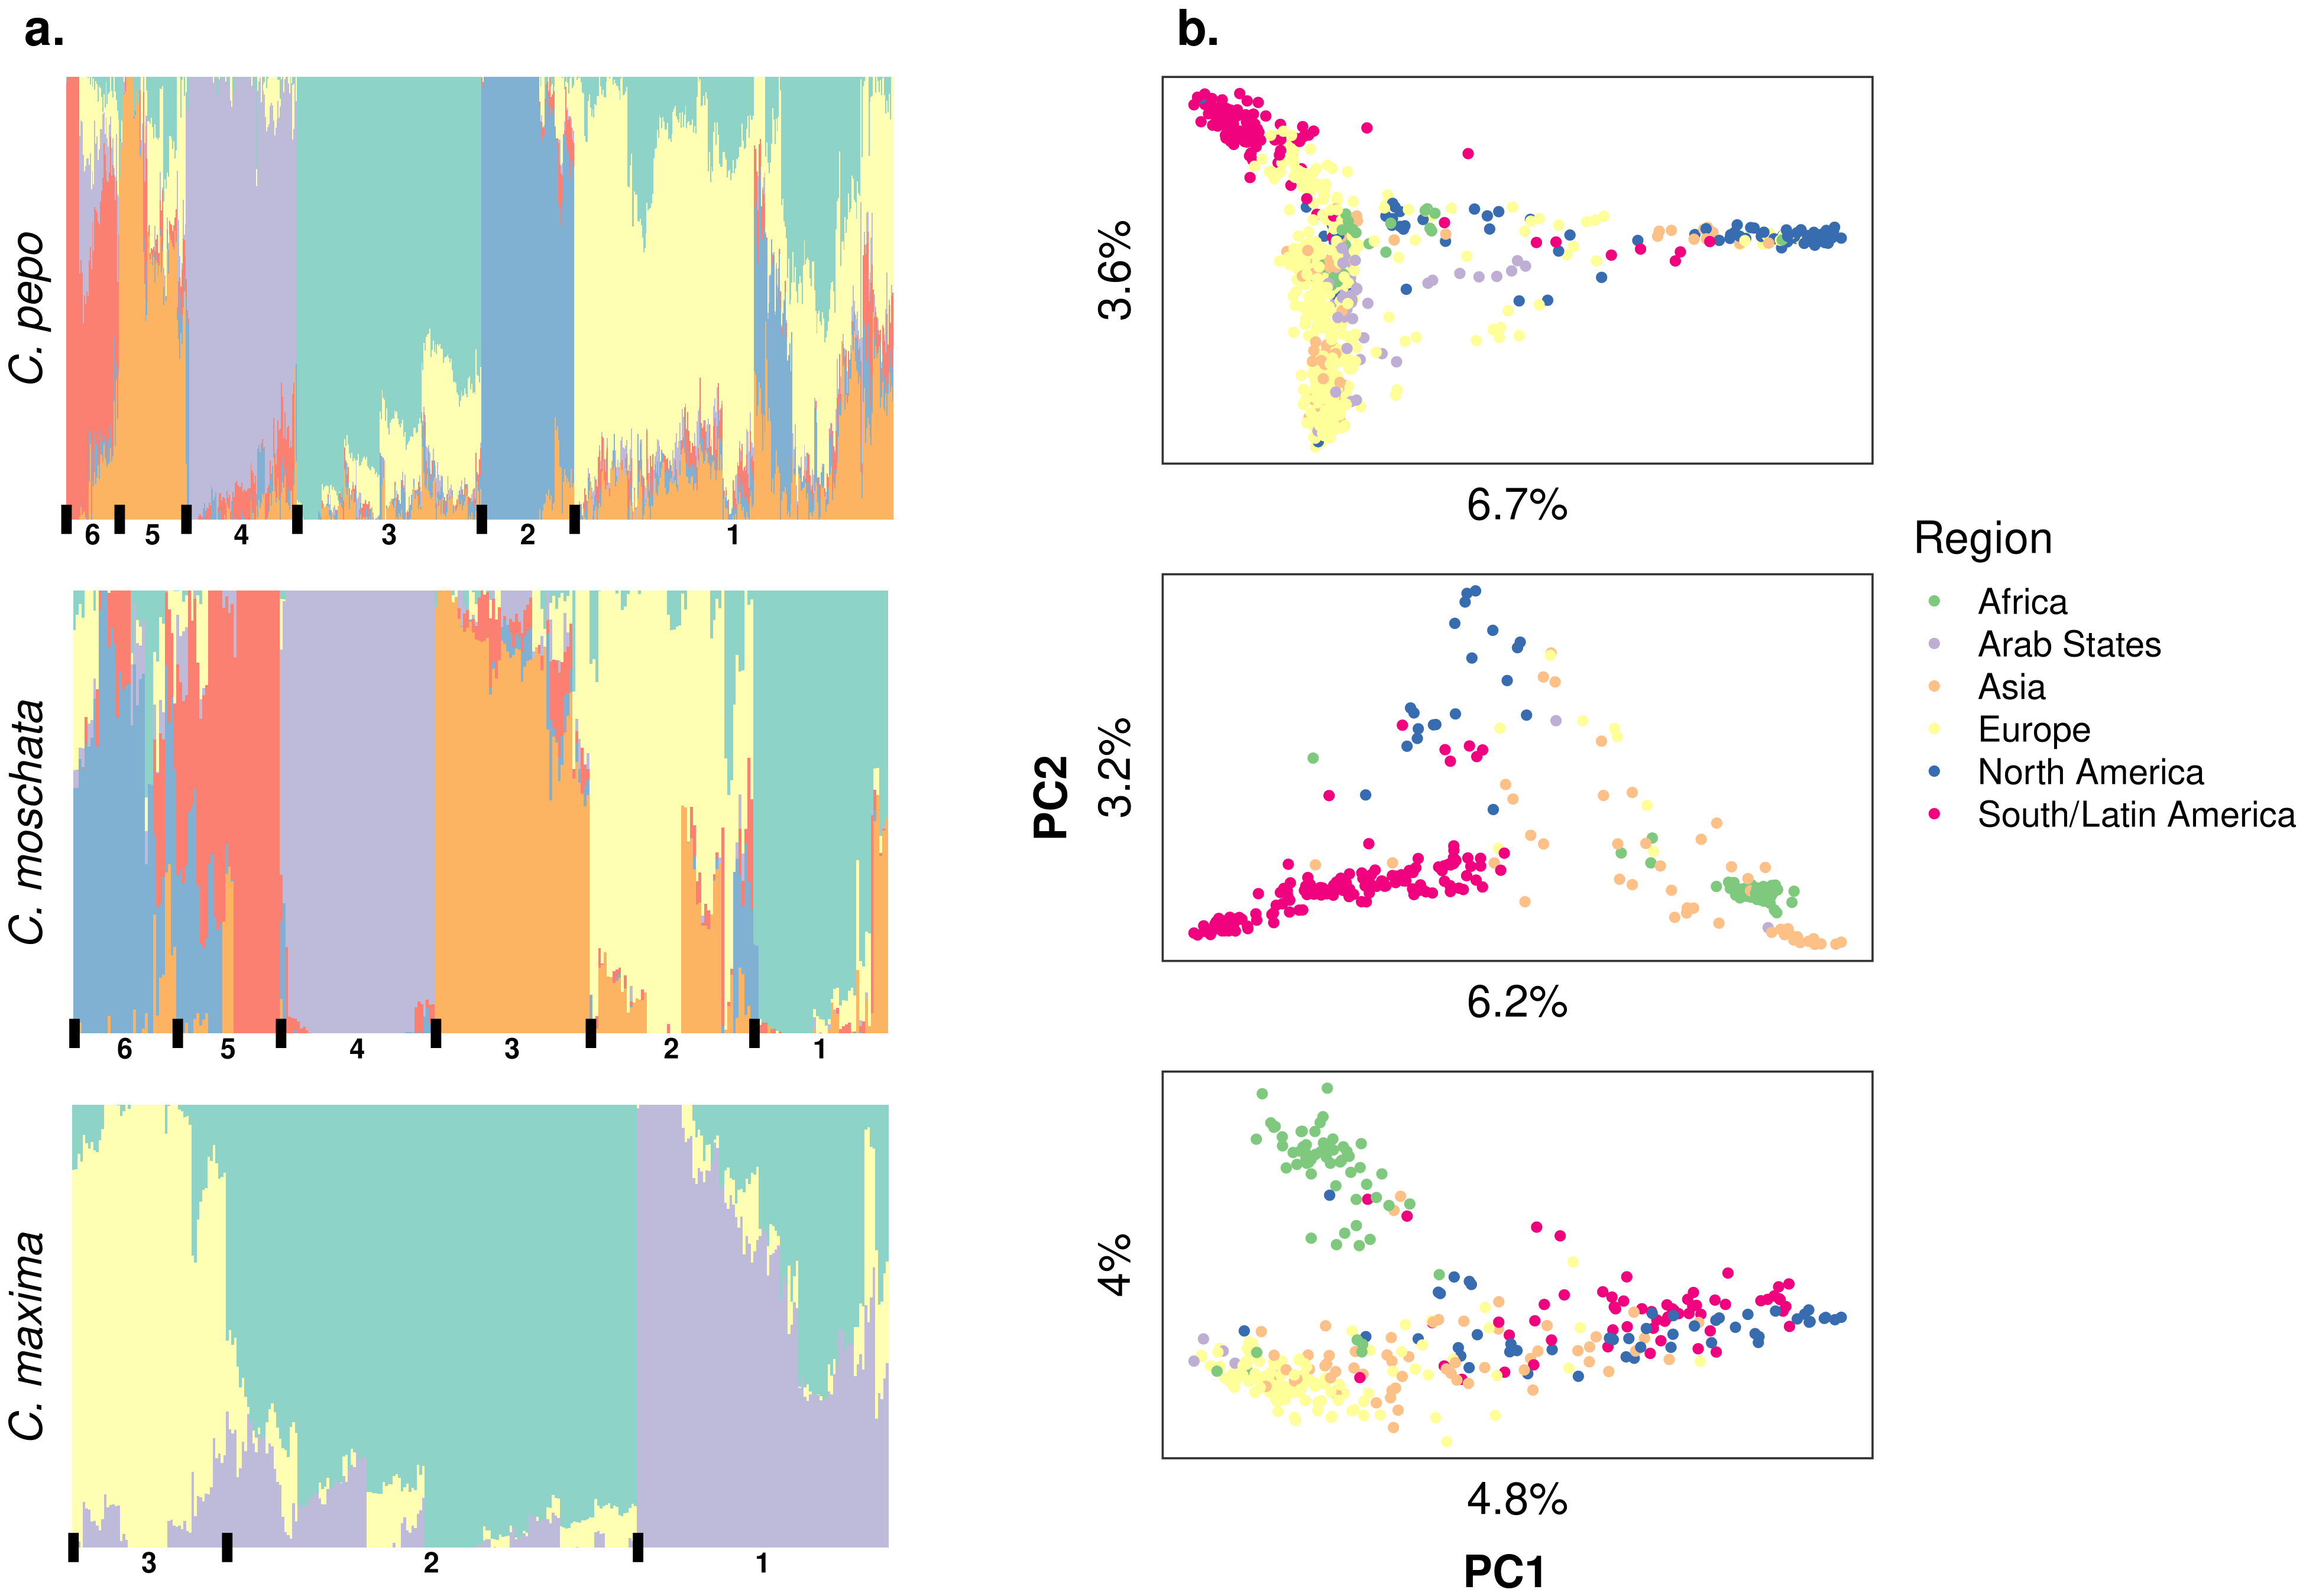 a.
C. pepo
6 5 4 3 2 1
C. moschata
6 5 4 3 2 1
C. maxima
3 2 1
b.
3.6%
6.7%
PC2
3.2%
6.2%
4%
4.8%
PC1
Region
Africa
Arab States
Asia
Europe
North America
South/Latin America